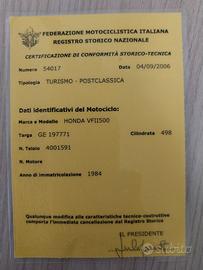 FEDERAZIONE MOTOCICLISTICA ITALIANA
REGISTRO STORICO NAZIONALE
CERTIFICAZIONE DI CONFORMITÀ STORICO-TECNICA
Numero 54017 Data 04/09/2006
Tipologia TURISMO - POSTCLASSICA
Dati identificativi del Motociclo:
Marca e Modello HONDA VFII500
Targa GE 197771 Cilindrata 498
N. Telaio 4001591
N. Motore
Anno di immatricolazione 1984
Qualunque modifica alle caratteristiche tecnico-costruttive
comporta l'immediata cancellazione dal Registro Storico
IL PRESIDENTE
Subito